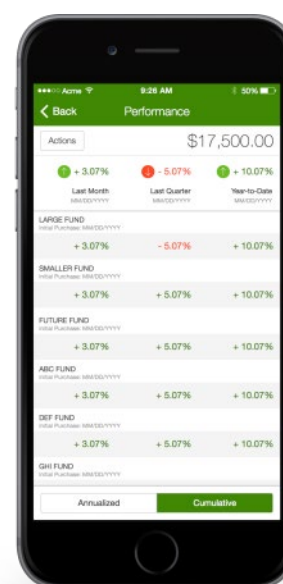 Acme 9:26 AM 50%
Back Performance
Actions $17,500.00
+ 3.07% - 5.07% + 10.07%
Last Month Last Quarter Year-to-Date
MM/DD/YYYY MM/DD/YYYY MM/DD/YYYY
LARGE FUND
Initial Purchase: MM/DD/YYYY
+ 3.07% - 5.07% + 10.07%
SMALLER FUND
Initial Purchase: MM/DD/YYYY
+ 3.07% + 5.07% + 10.07%
FUTURE FUND
Initial Purchase: MM/DD/YYYY
+ 3.07% + 5.07% + 10.07%
ABC FUND
Initial Purchase: MM/DD/YYYY
+ 3.07% + 5.07% + 10.07%
DEF FUND
Initial Purchase: MM/DD/YYYY
+ 3.07% + 5.07% + 10.07%
GHI FUND
Initial Purchase: MM/DD/YYYY
Annualized Cumulative